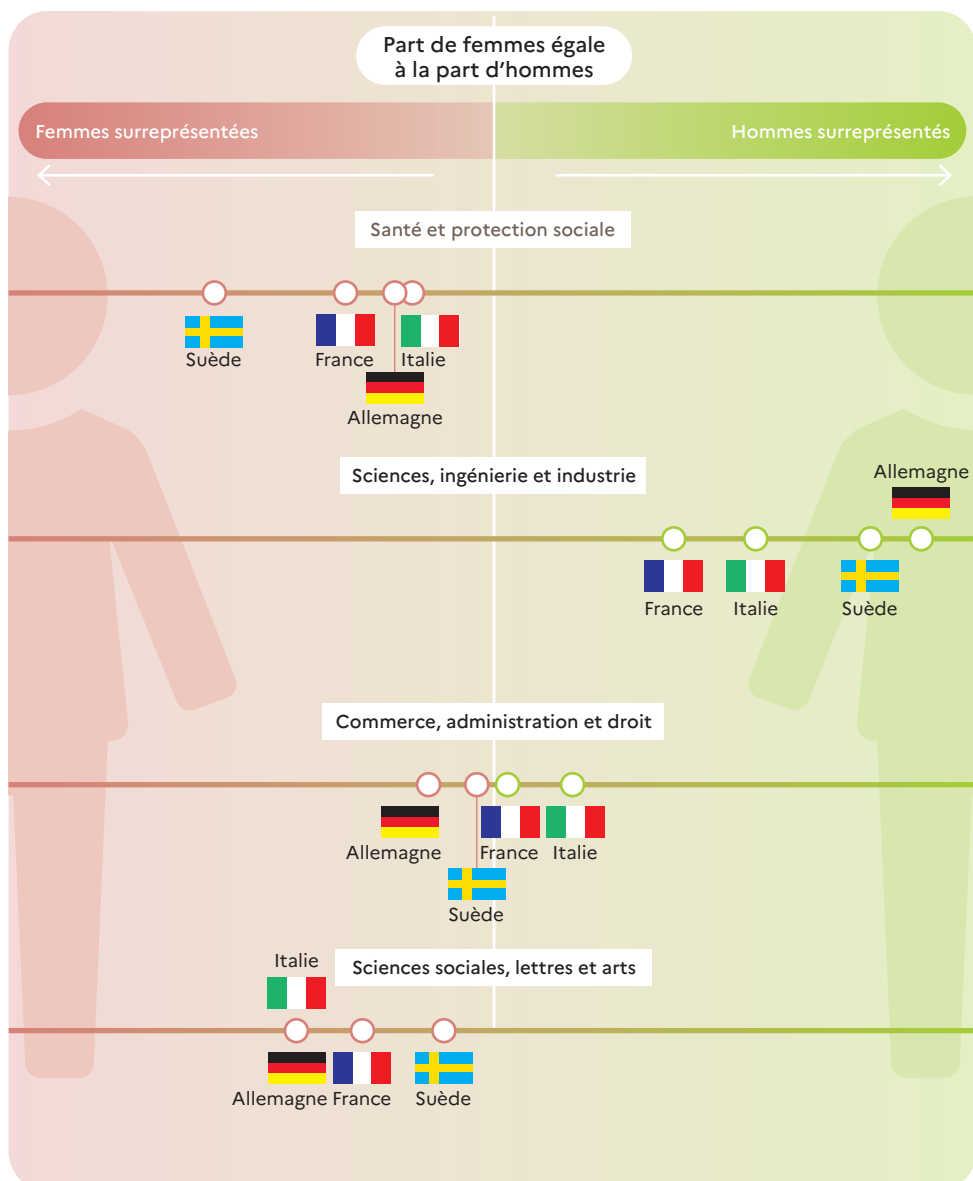 Part de femmes égale
à la part d’hommes
Femmes surreprésentées
Hommes surreprésentés
Santé et protection sociale
Suède
France
Italie
Allemagne
Sciences, ingénierie et industrie
Allemagne
France
Italie
Suède
Commerce, administration et droit
Allemagne
France
Italie
Suède
Italie
Sciences sociales, lettres et arts
Allemagne
France
Suède